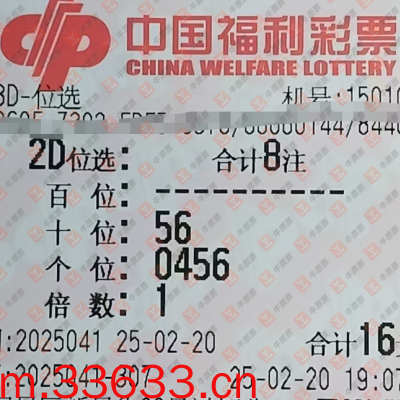 中国福利彩票
CHINA WELFARE LOTTERY
3D-位选 机号:15010
2D位选: 合计8注
百位: ----------
十位: 56
个位: 0456
倍数: 1
:2025041 25-02-20 合计16
25-02-20 19:07
m.33633.cn